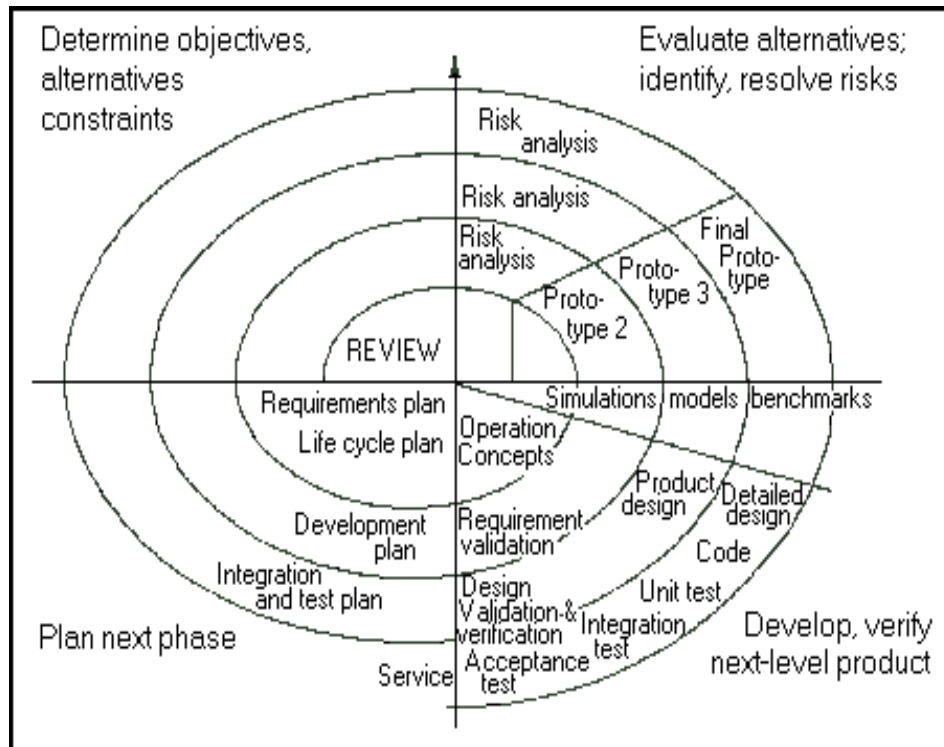 Determine objectives,
alternatives
constraints
Evaluate alternatives;
identify, resolve risks
Risk
analysis
Risk analysis
Risk
analysis
Final
Proto-
type
Proto-
type 3
Proto-
type 2
REVIEW
Simulations models benchmarks
Requirements plan
Life cycle plan
Operation
Concepts
Product
design
Detailed
design
Development
plan
Requirement
validation
Code
Integration
and test plan
Design
Validation-&
verification
Unit test
Integration
test
Acceptance
test
Service
Plan next phase
Develop, verify
next-level product